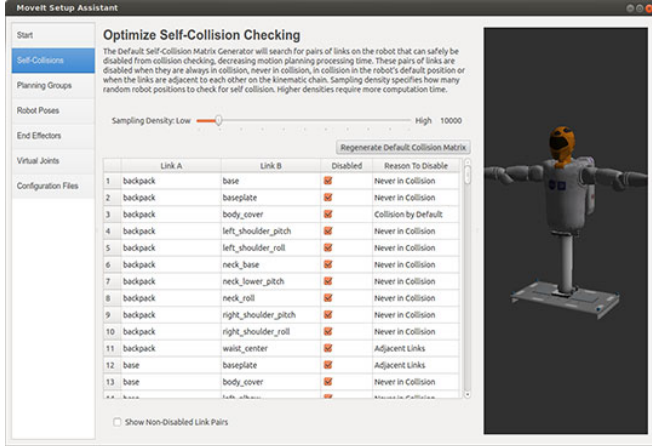 MoveIt Setup Assistant
Start
Self-Collisions
Planning Groups
Robot Poses
End Effectors
Virtual Joints
Configuration Files
Optimize Self-Collision Checking
The Default Self-Collision Matrix Generator will search for pairs of links on the robot that can safely be
disabled from collision checking, decreasing motion planning processing time. These pairs of links are
disabled when they are always in collision, never in collision, in collision in the robot's default position or
when the links are adjacent to each other on the kinematic chain. Sampling density specifies how many
random robot positions to check for self collision. Higher densities require more computation time.
Sampling Density: Low High 10000
Regenerate Default Collision Matrix
Link A Link B Disabled Reason To Disable
1 backpack base Never in Collision
2 backpack baseplate Never in Collision
3 backpack body_cover Collision by Default
4 backpack left_shoulder_pitch Never in Collision
5 backpack left_shoulder_roll Never in Collision
6 backpack neck_base Never in Collision
7 backpack neck_lower_pitch Never in Collision
8 backpack neck_roll Never in Collision
9 backpack right_shoulder_pitch Never in Collision
10 backpack right_shoulder_roll Never in Collision
11 backpack waist_center Adjacent Links
12 base baseplate Adjacent Links
13 base body_cover Never in Collision
Show Non-Disabled Link Pairs